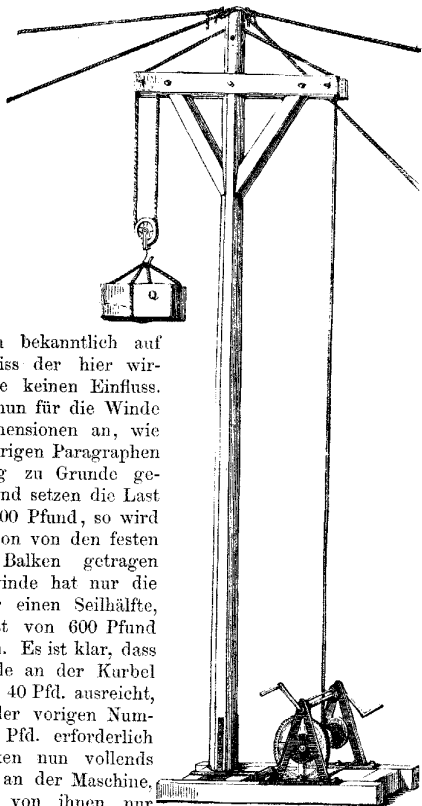 Q
bekanntlich auf
iss der hier wir-
e keinen Einfluss.
nun für die Winde
nensionen an, wie
rigen Paragraphen
g zu Grunde ge-
nd setzen die Last
00 Pfund, so wird
on von den festen
Balken getragen
inde hat nur die
r einen Seilhälfte,
t von 600 Pfund
. Es ist klar, dass
le an der Kurbel
40 Pfd. ausreicht,
der vorigen Num-
Pfd. erforderlich
ten nun vollends
an der Maschine,
von ihnen nur